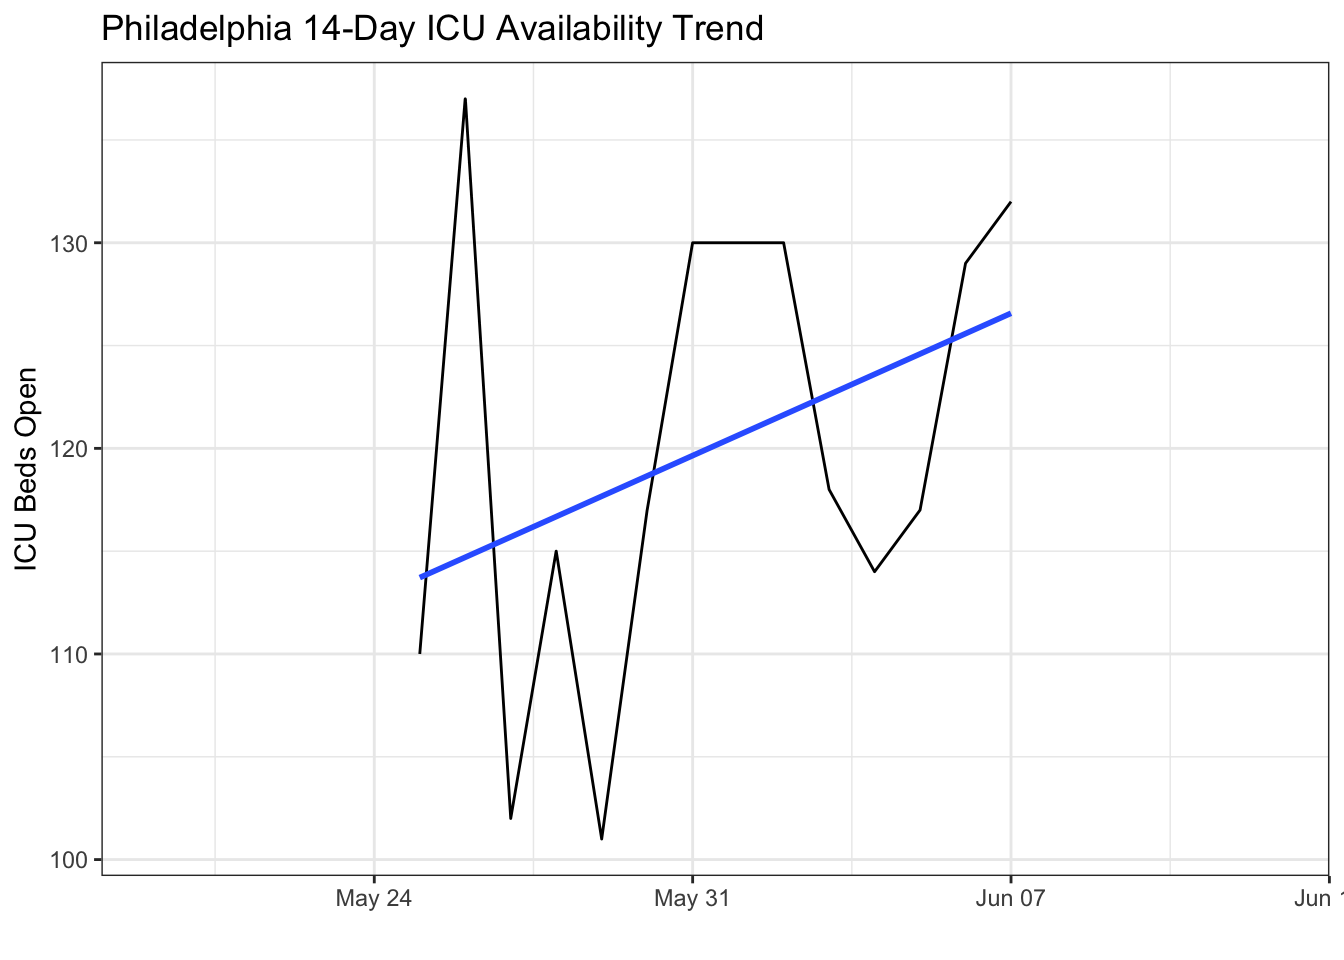 Philadelphia 14-Day ICU Availability Trend
ICU Beds Open
130
120
110
100
May 24
May 31
Jun 07
Jun